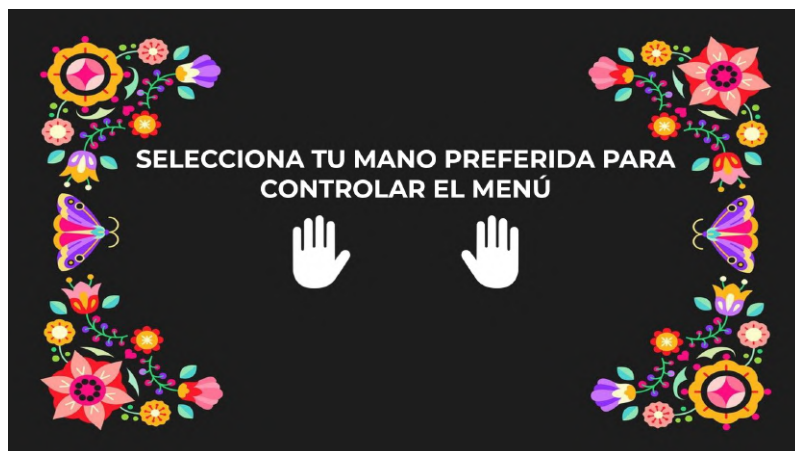 SELECCIONA TU MANO PREFERIDA PARA
CONTROLAR EL MENÚ